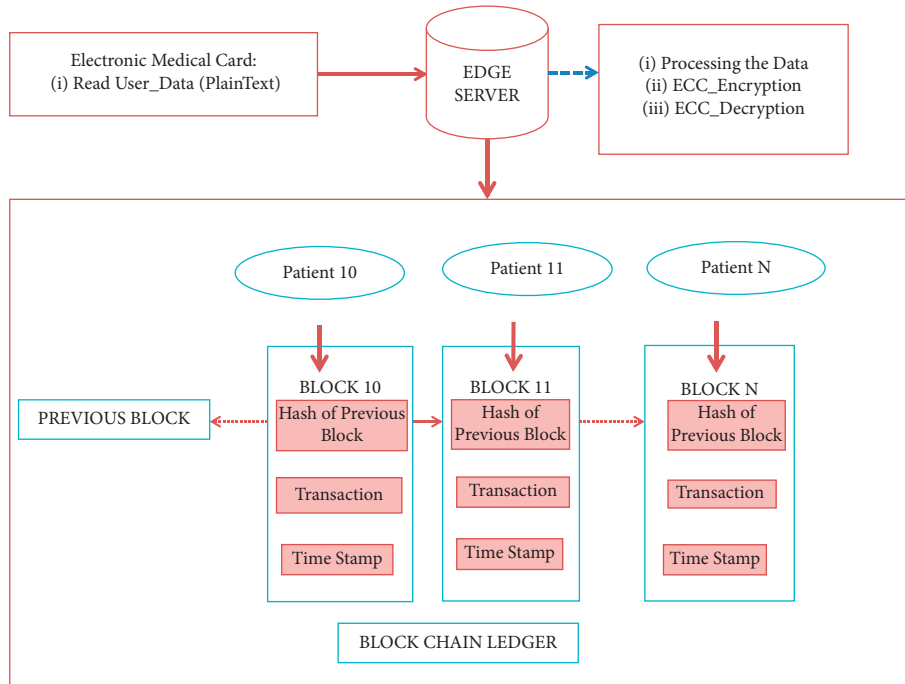 Electronic Medical Card:
(i) Read User_Data (PlainText)
EDGE
SERVER
(i) Processing the Data
(ii) ECC_Encryption
(iii) ECC_Decryption
Patient 10
Patient 11
Patient N
PREVIOUS BLOCK
BLOCK 10
Hash of Previous
Block
Transaction
Time Stamp
BLOCK 11
Hash of
Previous Block
Transaction
Time Stamp
BLOCK N
Hash of
Previous Block
Transaction
Time Stamp
BLOCK CHAIN LEDGER